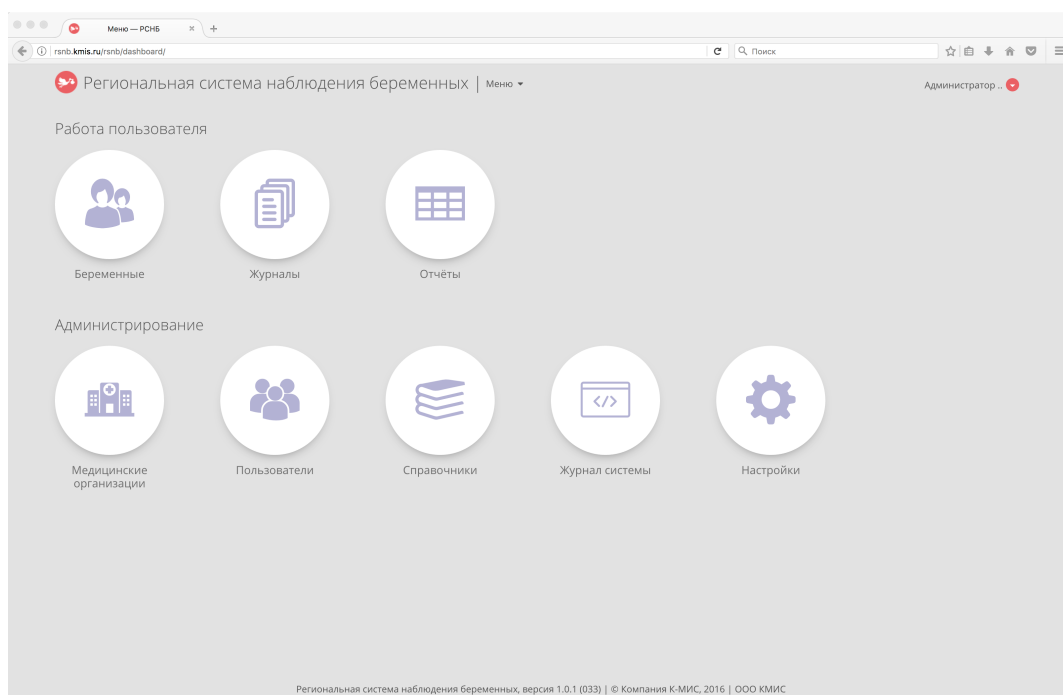 Меню — РСНБ
rsnb.kmis.ru/rsnb/dashboard/
Поиск
Региональная система наблюдения беременных | Меню
Администратор ..
Работа пользователя
Беременные
Журналы
Отчёты
Администрирование
Медицинские
организации
Пользователи
Справочники
</>
Журнал системы
Настройки
Региональная система наблюдения беременных, версия 1.0.1 (033) | © Компания К-МИС, 2016 | ООО КМИС